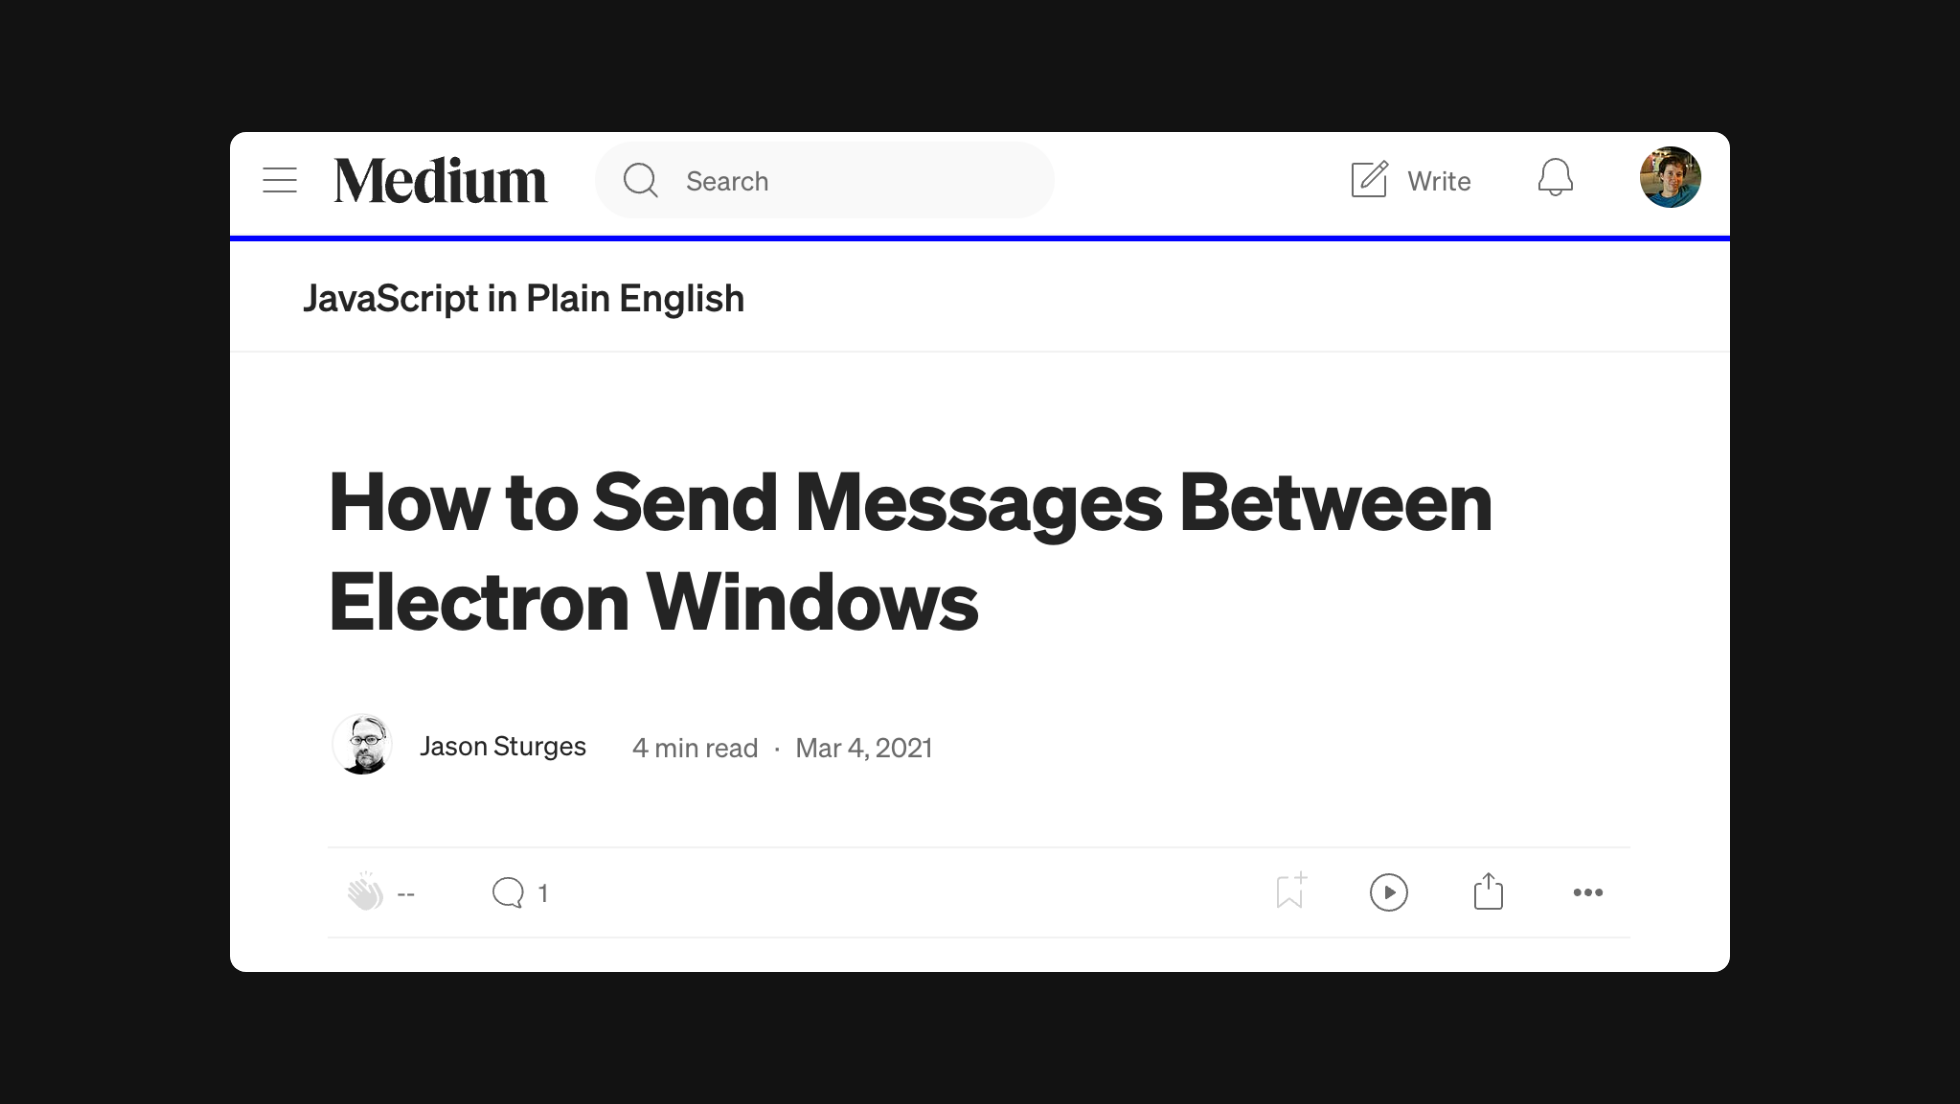 Medium
Search
Write
JavaScript in Plain English
How to Send Messages Between
Electron Windows
Jason Sturges
4 min read · Mar 4, 2021
--
1